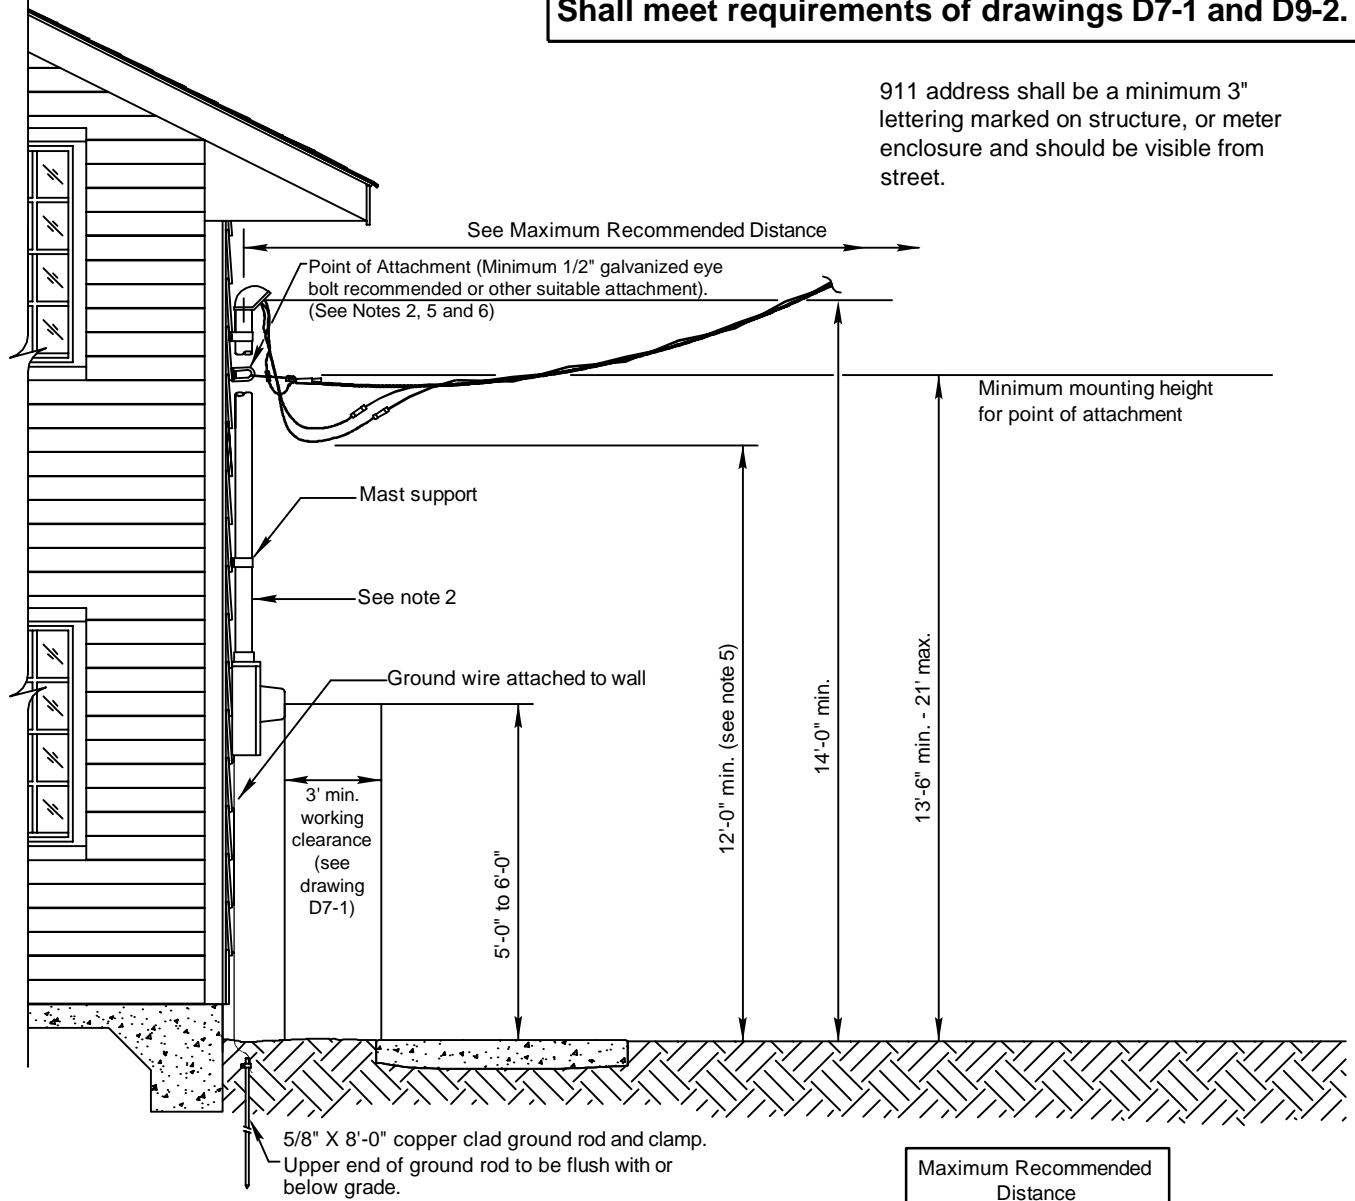 Shall meet requirements of drawings D7-1 and D9-2.
911 address shall be a minimum 3"
lettering marked on structure, or meter
enclosure and should be visible from
street.
See Maximum Recommended Distance
Point of Attachment (Minimum 1/2" galvanized eye
bolt recommended or other suitable attachment).
(See Notes 2, 5 and 6)
Minimum mounting height
for point of attachment
Mast support
See note 2
Ground wire attached to wall
3' min.
working
clearance
(see
drawing
D7-1)
5'-0" to 6'-0"
12'-0" min. (see note 5)
14'-0" min.
13'-6" min. - 21' max.
5/8" X 8'-0" copper clad ground rod and clamp.
Upper end of ground rod to be flush with or
below grade.
Maximum Recommended
Distance